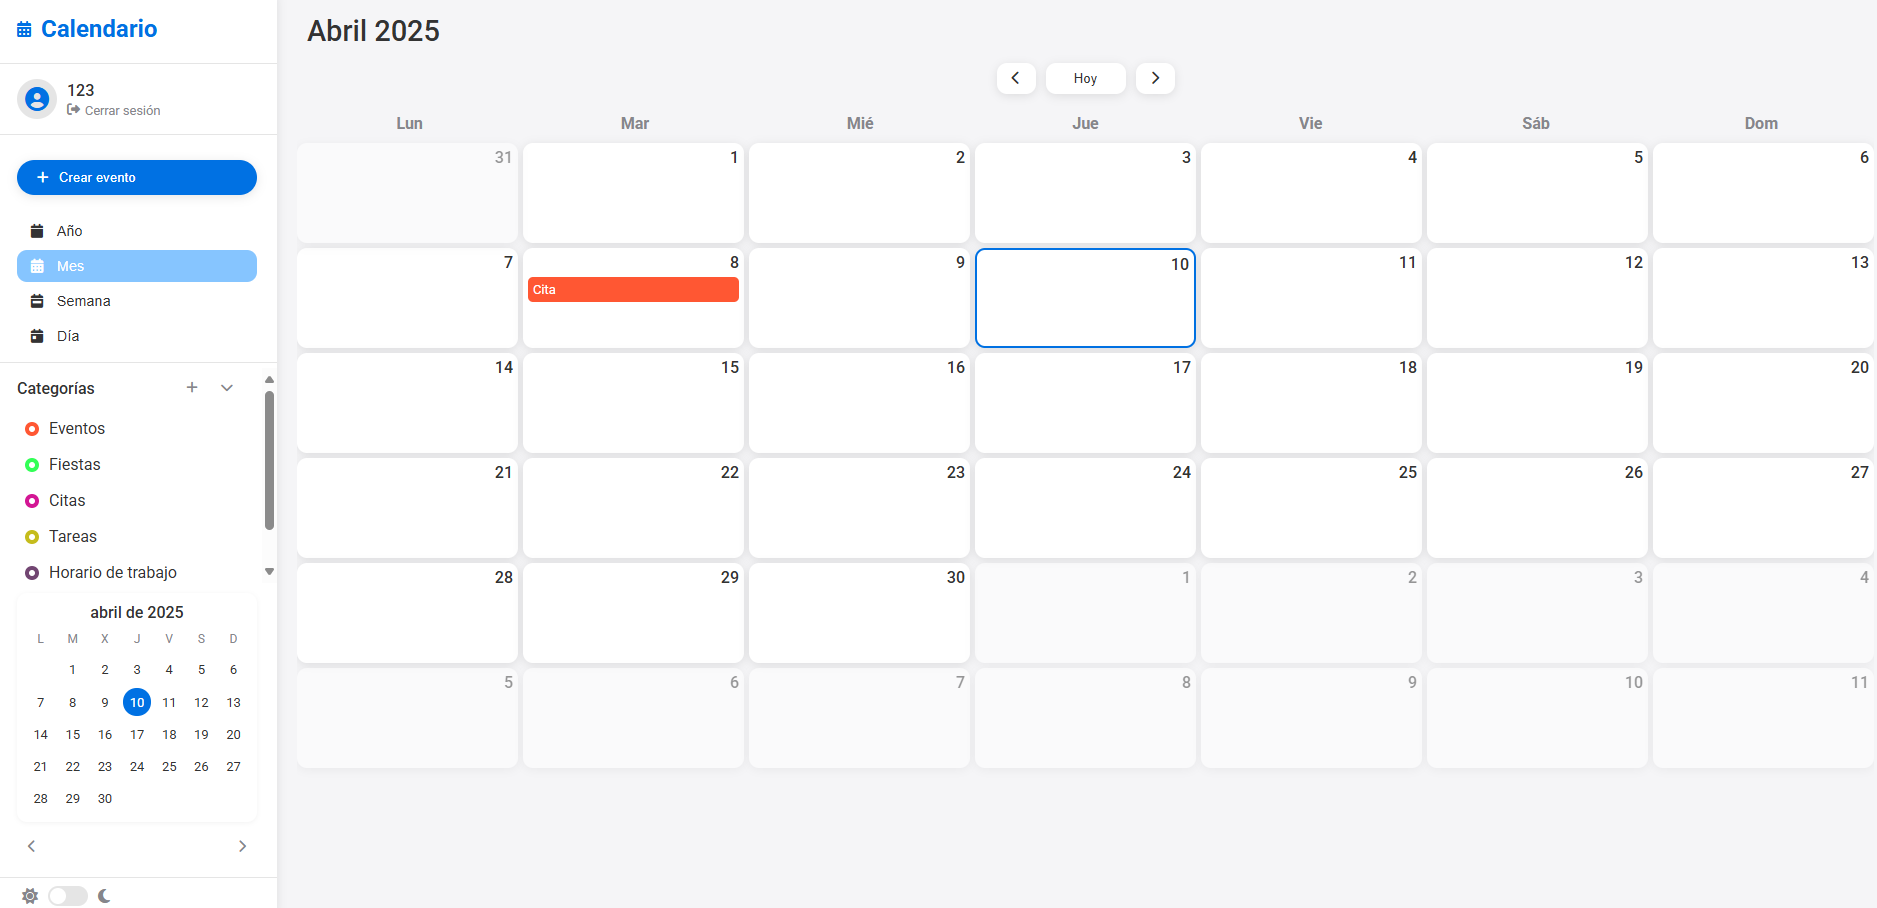 Calendario
123
Cerrar sesión
Crear evento
Año
Mes
Semana
Día
Categorías
Eventos
Fiestas
Citas
Tareas
Horario de trabajo
abril de 2025
L M X J V S D
1 2 3 4 5 6
7 8 9 10 11 12 13
14 15 16 17 18 19 20
21 22 23 24 25 26 27
28 29 30
Abril 2025
Hoy
Lun Mar Mié Jue Vie Sáb Dom
31 1 2 3 4 5 6
7 8 9 10 11 12 13
Cita
14 15 16 17 18 19 20
21 22 23 24 25 26 27
28 29 30 1 2 3 4
5 6 7 8 9 10 11